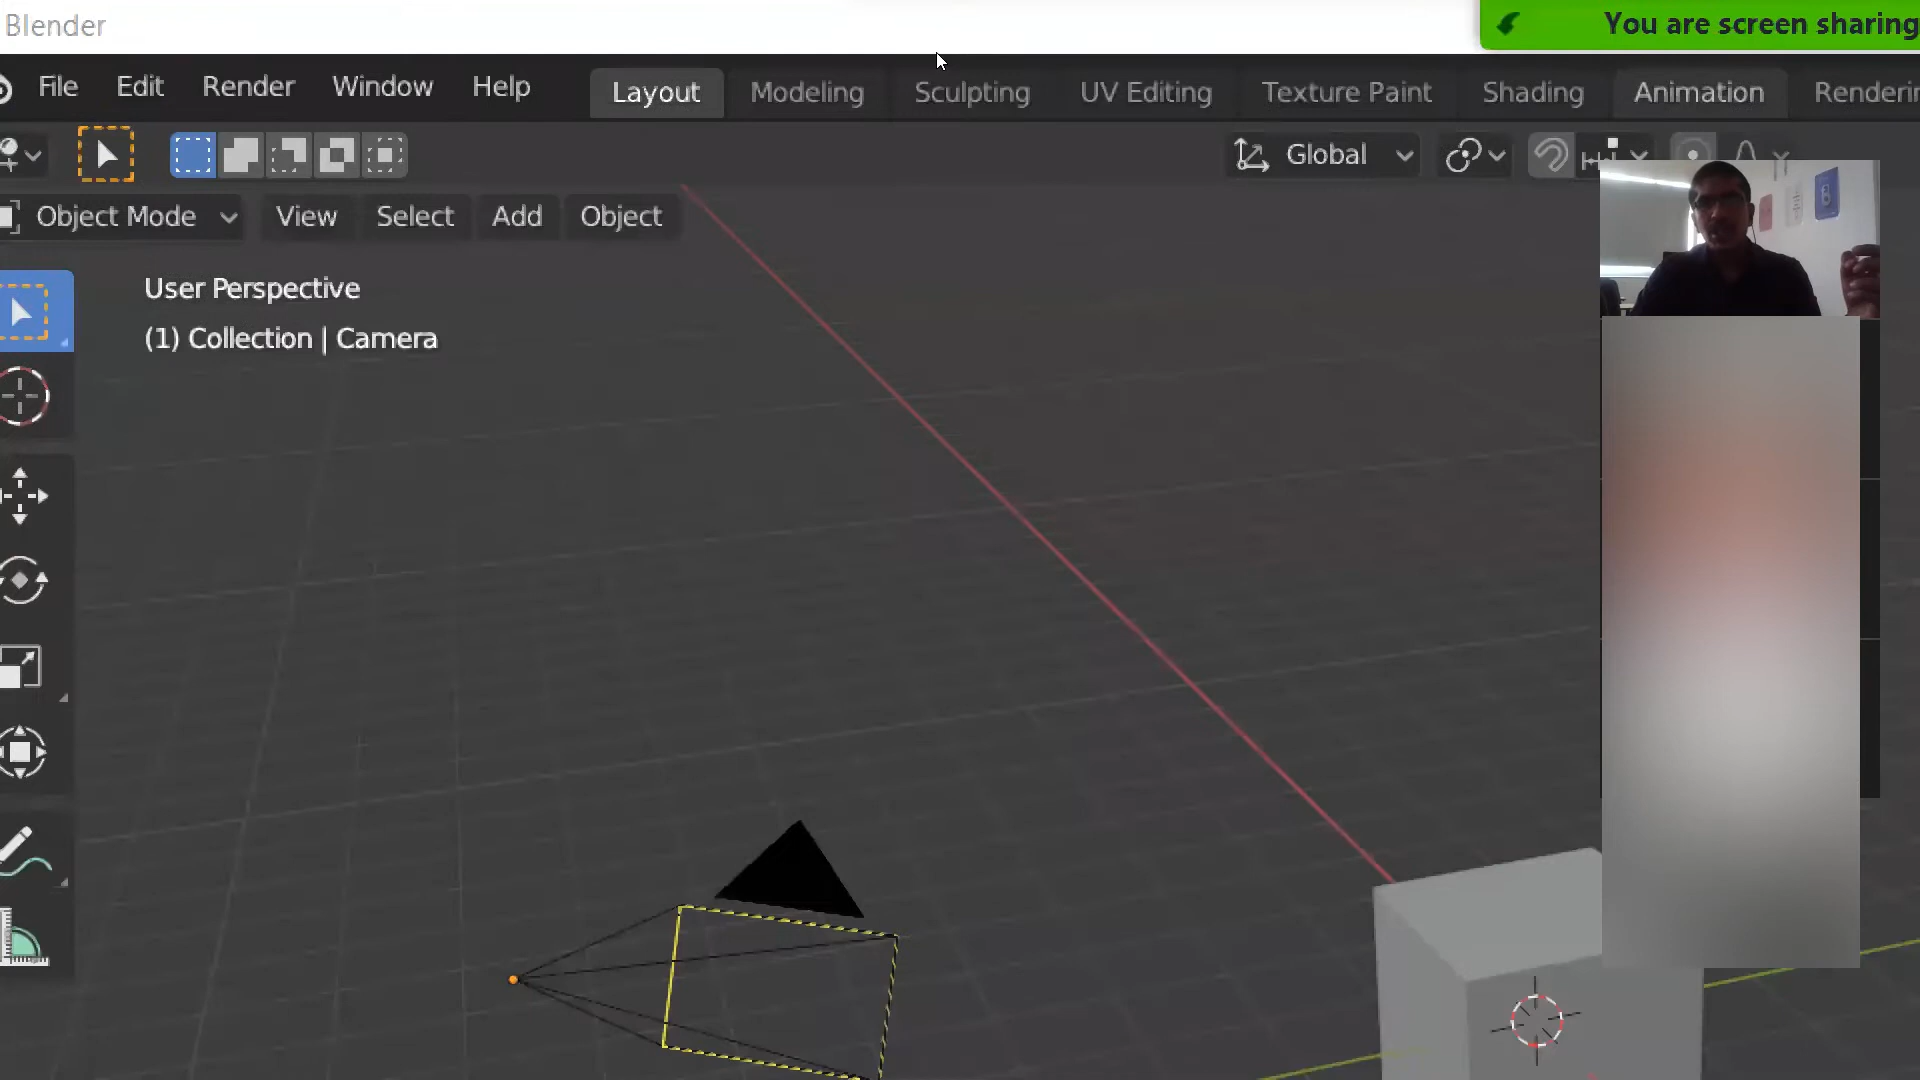 Blender
You are screen sharing
File Edit Render Window Help Layout Modeling Sculpting UV Editing Texture Paint Shading Animation
Global
Object Mode View Select Add Object
User Perspective
(1) Collection | Camera